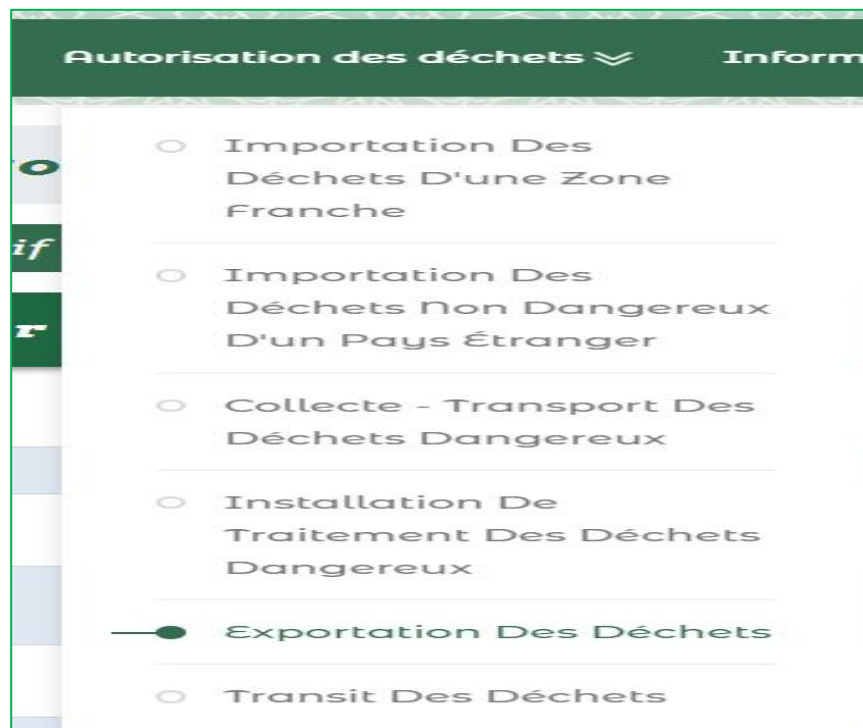 Autorisation des déchets Inform
Importation Des
Déchets D'une Zone
Franche
if
Importation Des
Déchets Non Dangereux
D'un Pays Étranger
r
Collecte - Transport Des
Déchets Dangereux
Installation De
Traitement Des Déchets
Dangereux
Exportation Des Déchets
Transit Des Déchets